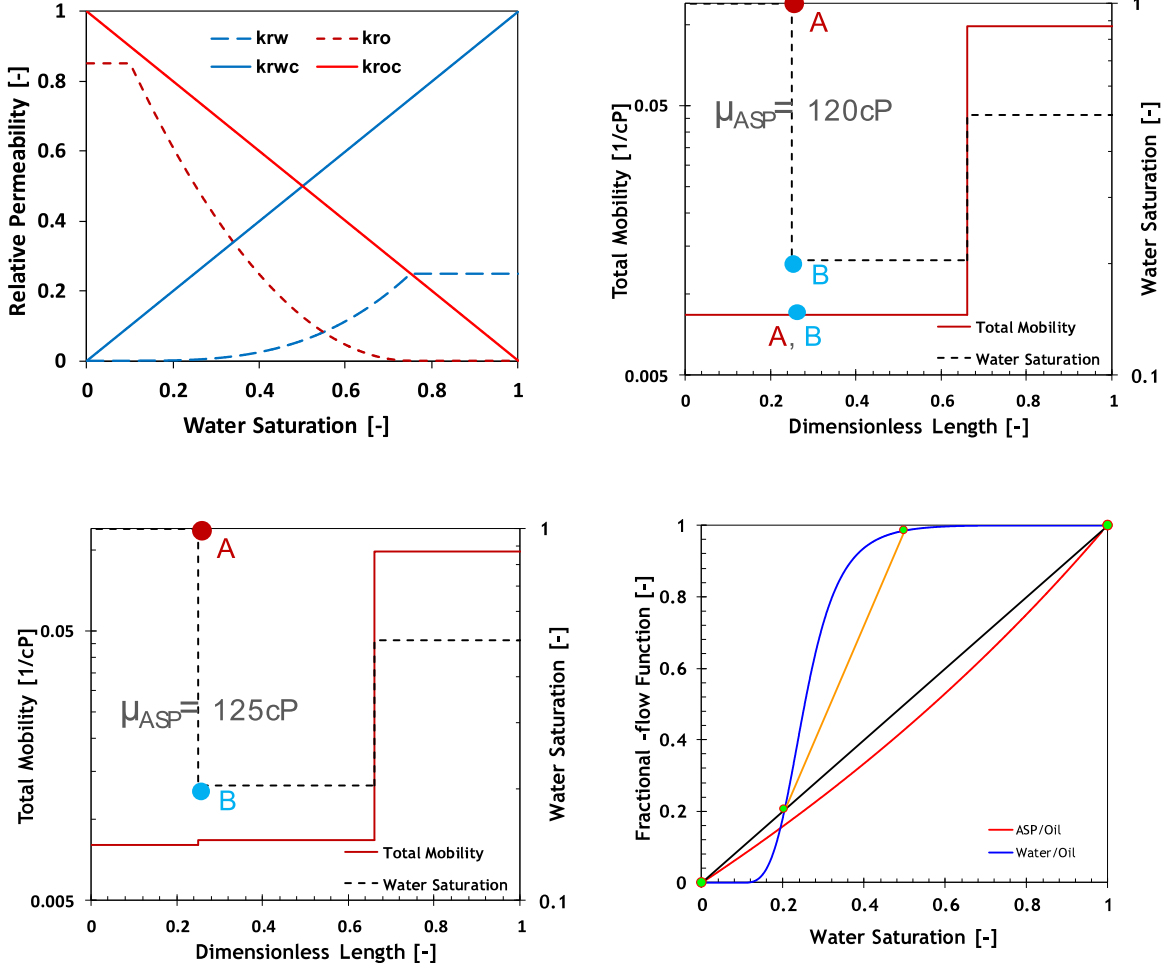 1
0.8
0.6
0.4
0.2
0
0 0.2 0.4 0.6 0.8 1
Relative Permeability [-]
Water Saturation [-]
krw kro
krwc kroc
1
0.05
0.005
0.1
0 0.2 0.4 0.6 0.8 1
Total Mobility [1/cP]
Water Saturation [-]
Dimensionless Length [-]
A
μASP= 120cP
B
A, B
Total Mobility
Water Saturation
1
0.05
0.005
0.1
0 0.2 0.4 0.6 0.8 1
Total Mobility [1/cP]
Water Saturation [-]
Dimensionless Length [-]
A
μASP= 125cP
B
Total Mobility
Water Saturation
1
0.8
0.6
0.4
0.2
0
0 0.2 0.4 0.6 0.8 1
Fractional -flow Function [-]
Water Saturation [-]
ASP/Oil
Water/Oil